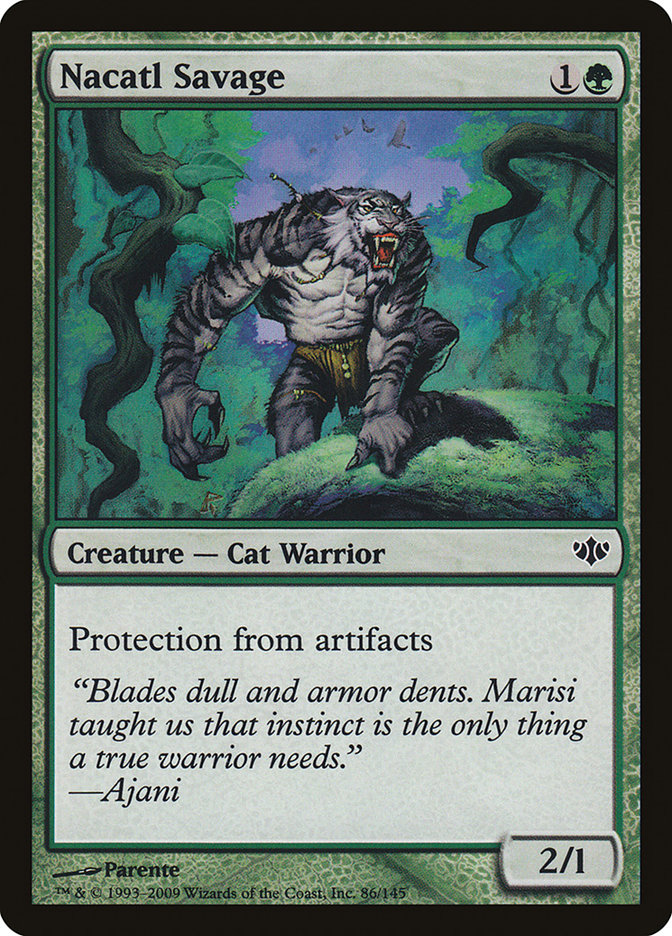 Nacatl Savage 1
Creature — Cat Warrior
Protection from artifacts
“Blades dull and armor dents. Marisi
taught us that instinct is the only thing
a true warrior needs.”
—Ajani
2/1
Parente
™ & © 1993–2009 Wizards of the Coast, Inc. 86/145